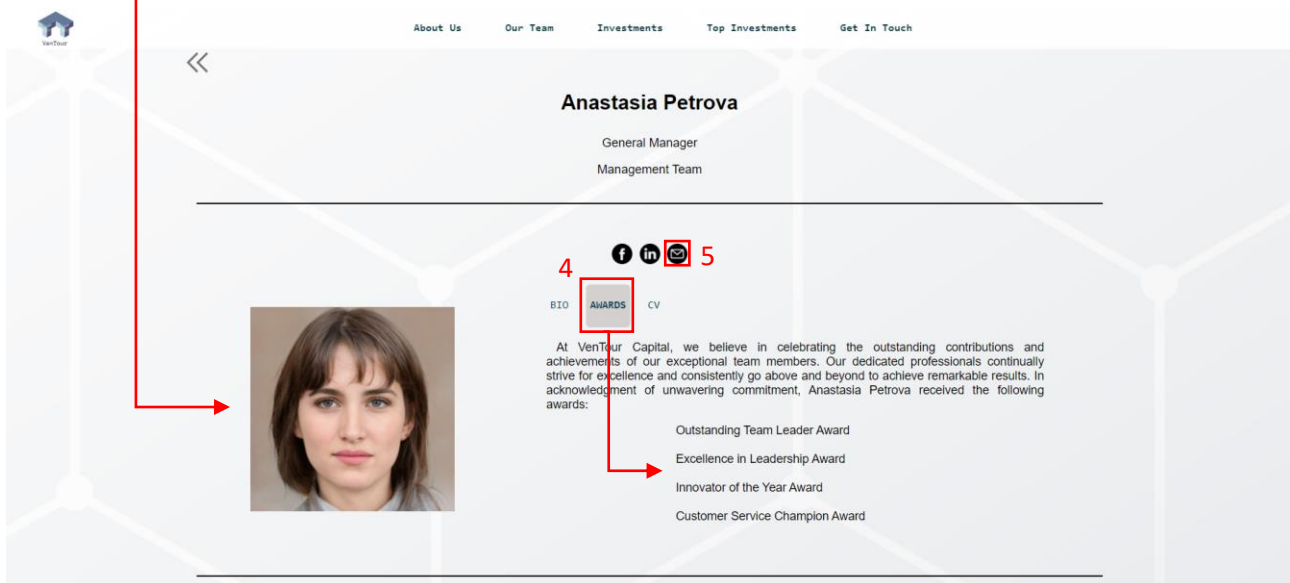 VenTour
About Us Our Team Investments Top Investments Get In Touch
Anastasia Petrova
General Manager
Management Team
4
5
BIO AWARDS CV
At VenTour Capital, we believe in celebrating the outstanding contributions and
achievements of our exceptional team members. Our dedicated professionals continually
strive for excellence and consistently go above and beyond to achieve remarkable results. In
acknowledgment of unwavering commitment, Anastasia Petrova received the following
awards:
Outstanding Team Leader Award
Excellence in Leadership Award
Innovator of the Year Award
Customer Service Champion Award